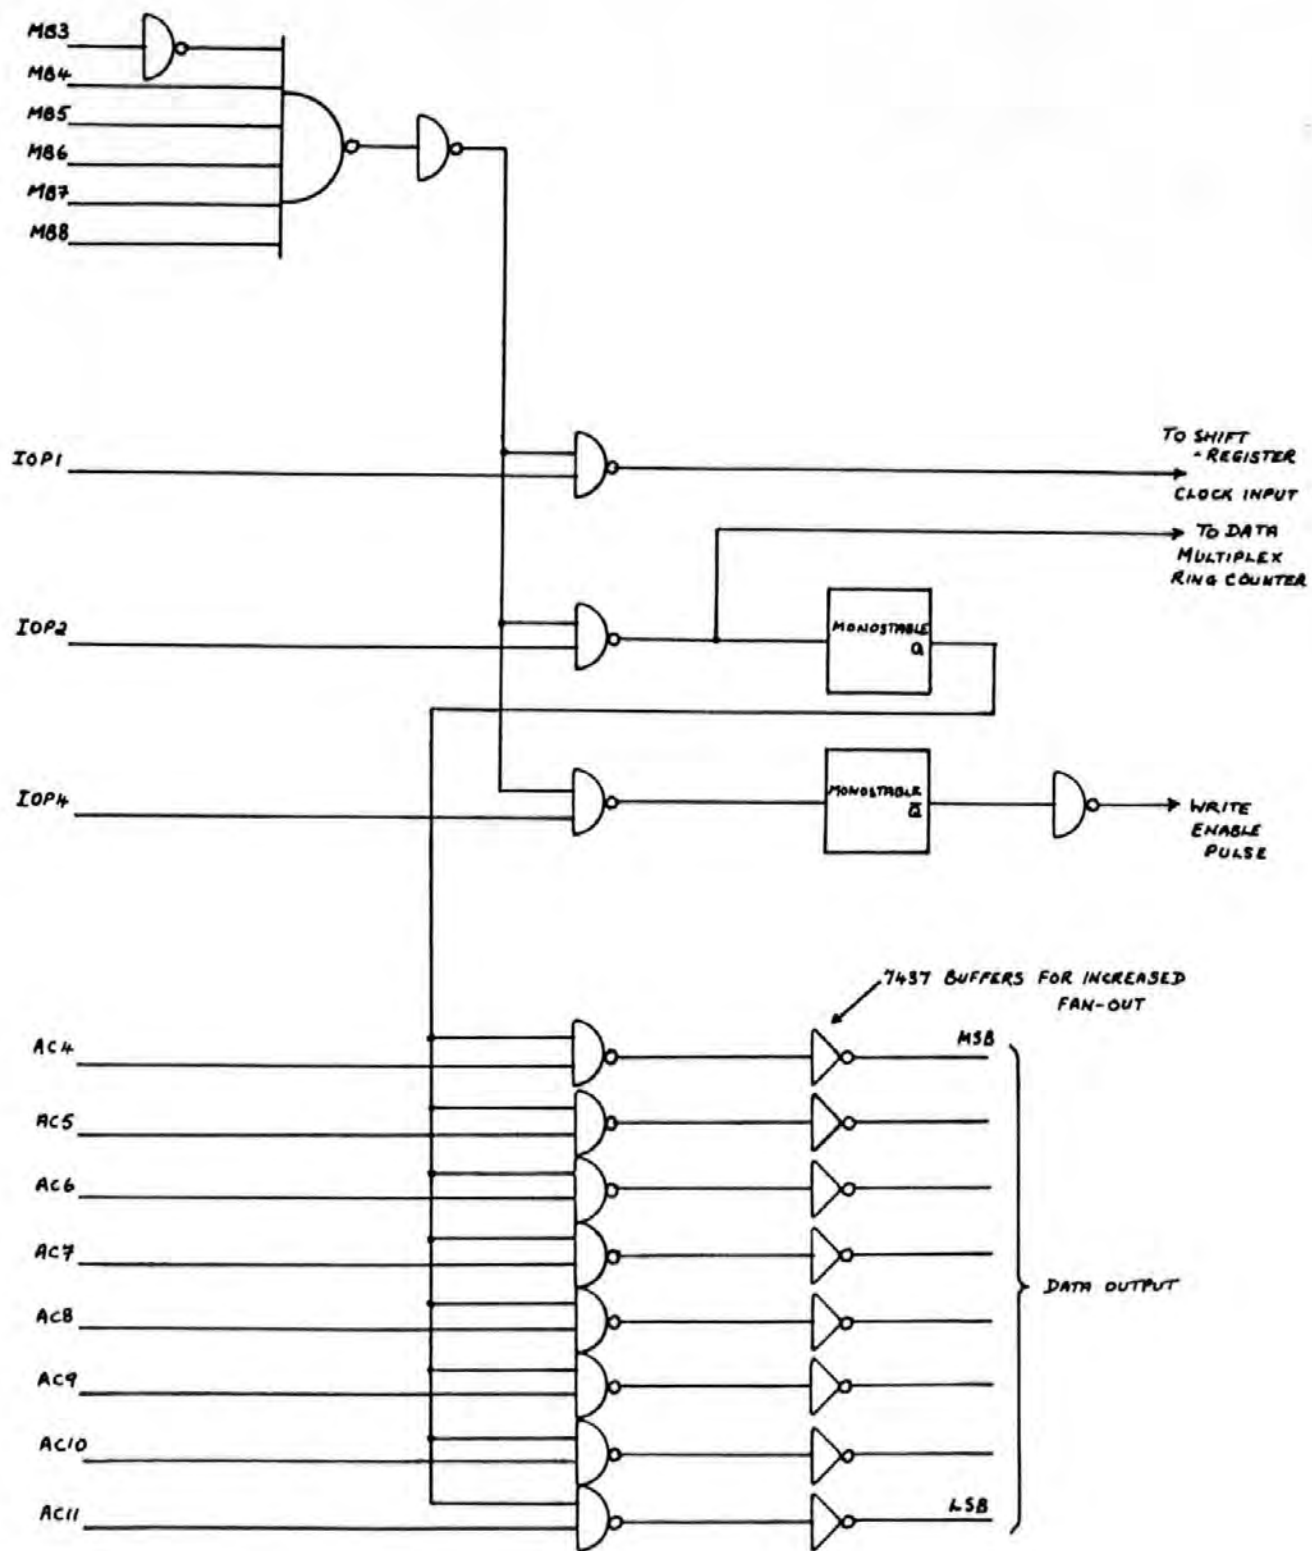 MB3
MB4
MB5
MB6
MB7
MB8
IOP1
TO SHIFT
-REGISTER
CLOCK INPUT
TO DATA
MULTIPLEX
RING COUNTER
IOP2
MONOSTABLE
Q
IOP4
MONOSTABLE
Q̅
WRITE
ENABLE
PULSE
7437 BUFFERS FOR INCREASED
FAN-OUT
AC4
MSB
AC5
AC6
AC7
DATA OUTPUT
AC8
AC9
AC10
AC11
LSB